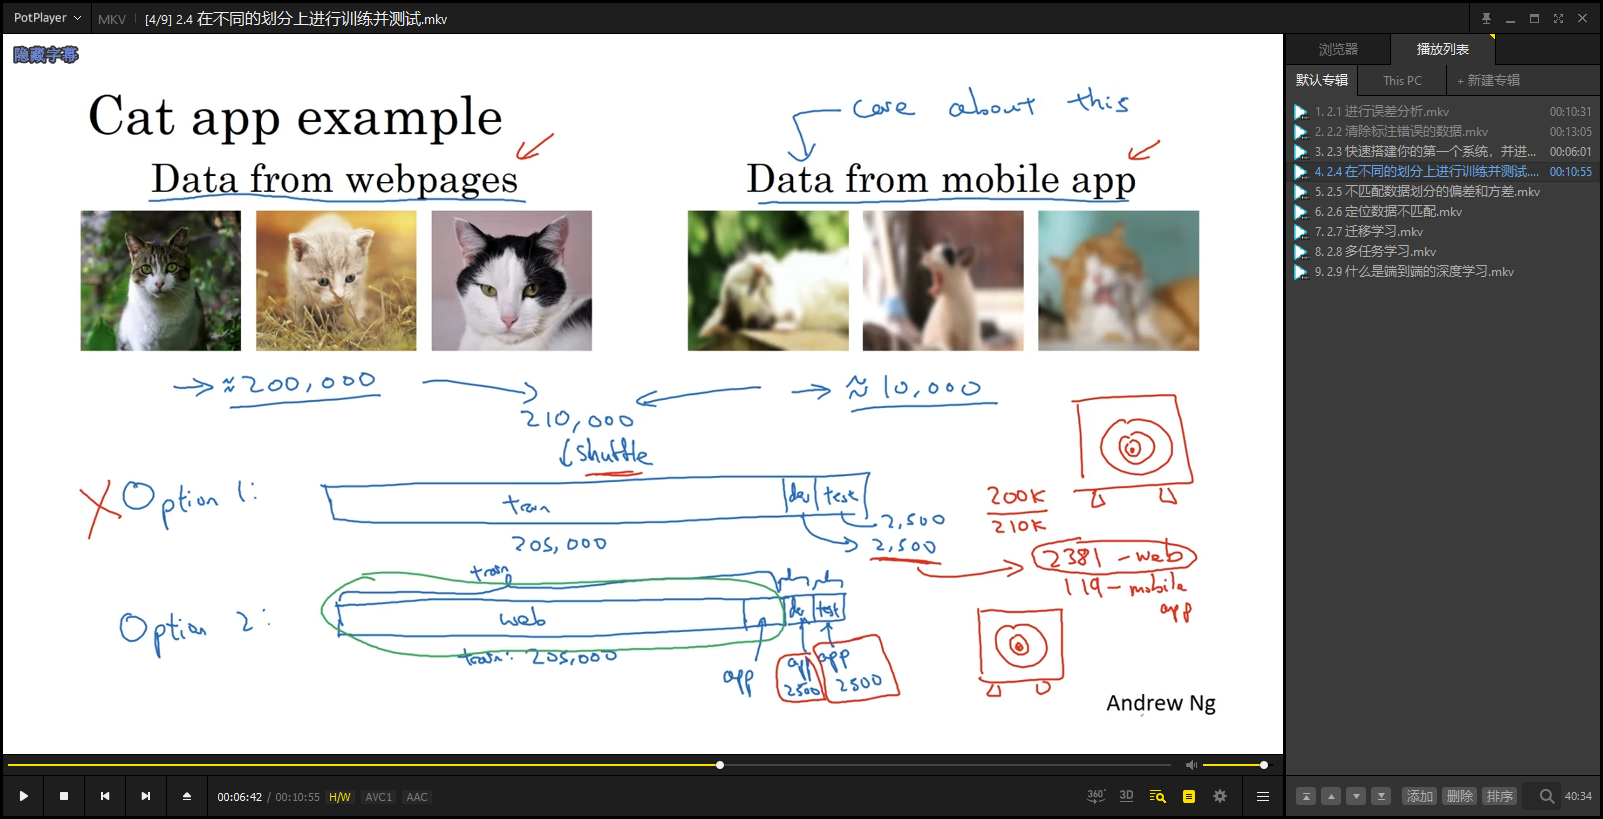 PotPlayer MKV [4/9] 2.4 在不同的划分上进行训练并测试.mkv
隐藏字幕
Cat app example
care about this
Data from webpages
Data from mobile app
≈200,000
≈10,000
210,000
↓shuffle
X Option 1:
train
dev
test
205,000
2,500
2,500
200K
210K
2381 - web
119 - mobile
app
train
Option 2:
web
dev
test
train: 205,000
app
app
2500
app
2500
Andrew Ng
00:06:42 / 00:10:55 H/W AVC1 AAC
360° 3D
浏览器
播放列表
默认专辑
This PC
+ 新建专辑
1. 2.1 进行误差分析.mkv 00:10:31
2. 2.2 清除标注错误的数据.mkv 00:13:05
3. 2.3 快速搭建你的第一个系统，并进... 00:06:01
4. 2.4 在不同的划分上进行训练并测试.... 00:10:55
5. 2.5 不匹配数据划分的偏差和方差.mkv
6. 2.6 定位数据不匹配.mkv
7. 2.7 迁移学习.mkv
8. 2.8 多任务学习.mkv
9. 2.9 什么是端到端的深度学习.mkv
添加 删除 排序 40:34